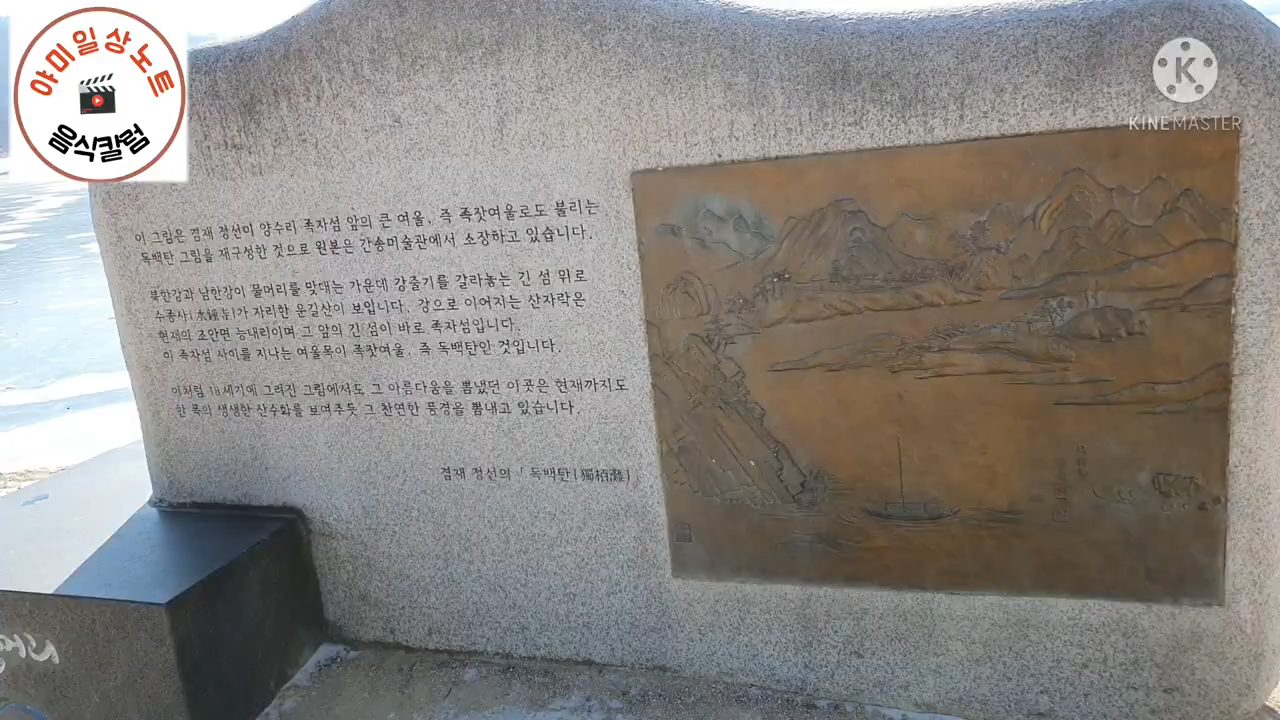 야미일상노트
음식칼럼
K
KINEMASTER
이 그림은 겸재 정선이 양수리 족자섬 앞의 큰 여울, 즉 족잣여울로도 불리는
독백탄 그림을 재구성한 것으로 원본은 간송미술관에서 소장하고 있습니다.
북한강과 남한강이 물머리를 맞대는 가운데 강줄기를 갈라놓는 긴 섬 위로
수종사(水鐘寺)가 자리한 운길산이 보입니다. 강으로 이어지는 산자락은
현재의 조안면 능내리이며 그 앞의 긴 섬이 바로 족자섬입니다.
이 족자섬 사이를 지나는 여울목이 족잣여울, 즉 독백탄인 것입니다.
이처럼 18세기에 그려진 그림에서도 그 아름다움을 뽐냈던 이곳은 현재까지도
한 폭의 생생한 산수화를 보여주듯 그 찬연한 풍경을 뽐내고 있습니다.
겸재 정선의 「독백탄(獨栢灘)
머리